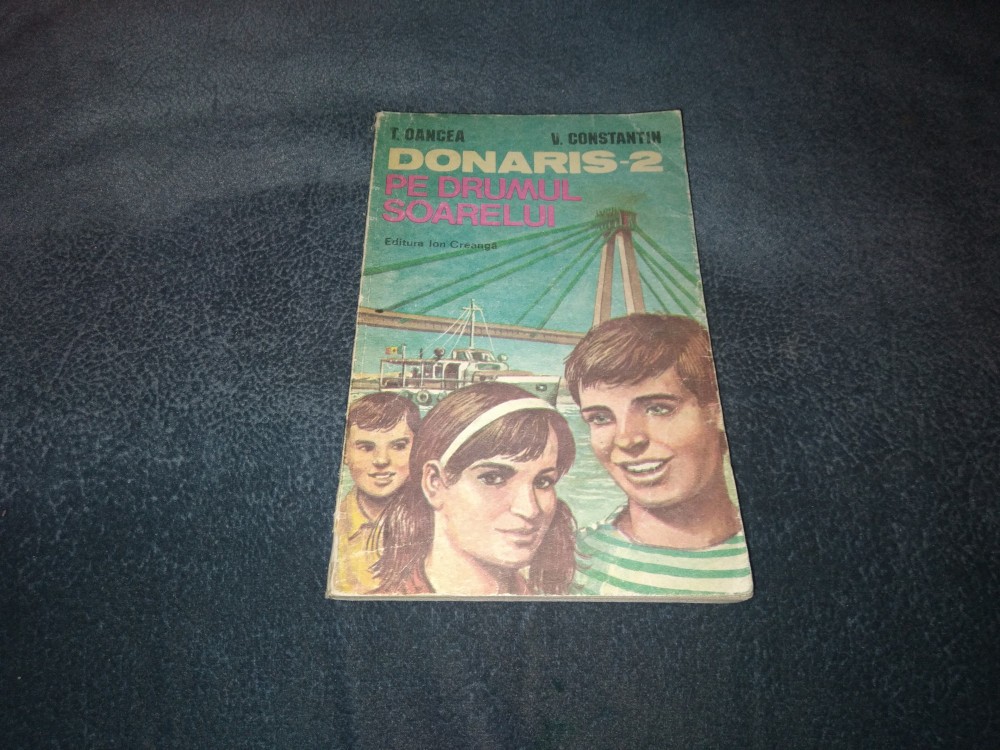 T. OANCEA V. CONSTANTIN
DONARIS-2
PE DRUMUL
SOARELUI
Editura Ion Creangă